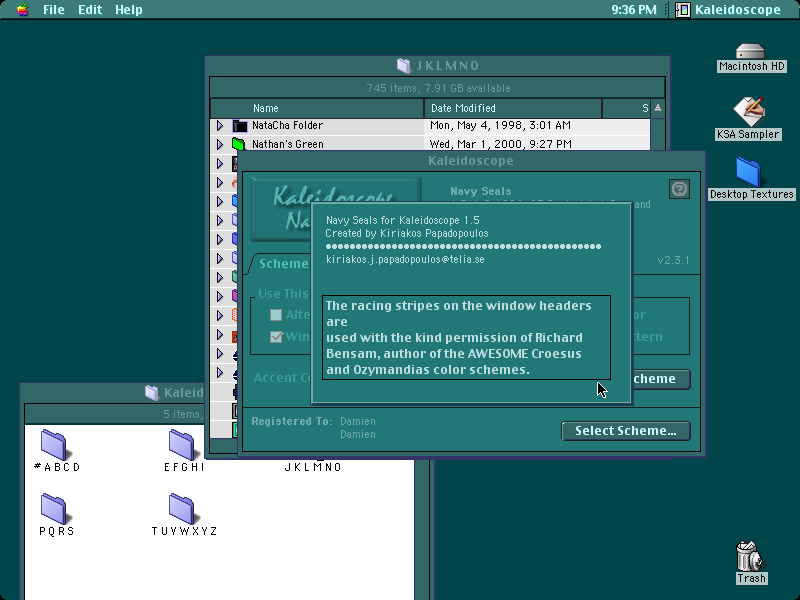 File Edit Help
9:36 PM Kaleidoscope
Macintosh HD
KSA Sampler
Desktop Textures
Trash
JKLMNO
745 items, 7.91 GB available
Name Date Modified S
NataCha Folder Mon, May 4, 1998, 3:01 AM
Nathan's Green Wed, Mar 1, 2000, 9:27 PM
Kaleidoscope
Kaleidoscope
Na
Navy Seals
and
v2.3.1
Scheme
Use This
Alte
or
Win
tern
Accent Co
cheme
Navy Seals for Kaleidoscope 1.5
Created by Kiriakos Papadopoulos
kiriakos.j.papadopoulos@telia.se
The racing stripes on the window headers
are
used with the kind permission of Richard
Bensam, author of the AWESOME Croesus
and Ozymandias color schemes.
Registered To: Damien
Damien
Select Scheme...
Kaleid
5 items,
#ABCD
EFGHI
JKLMNO
PQRS
TUVWXYZ